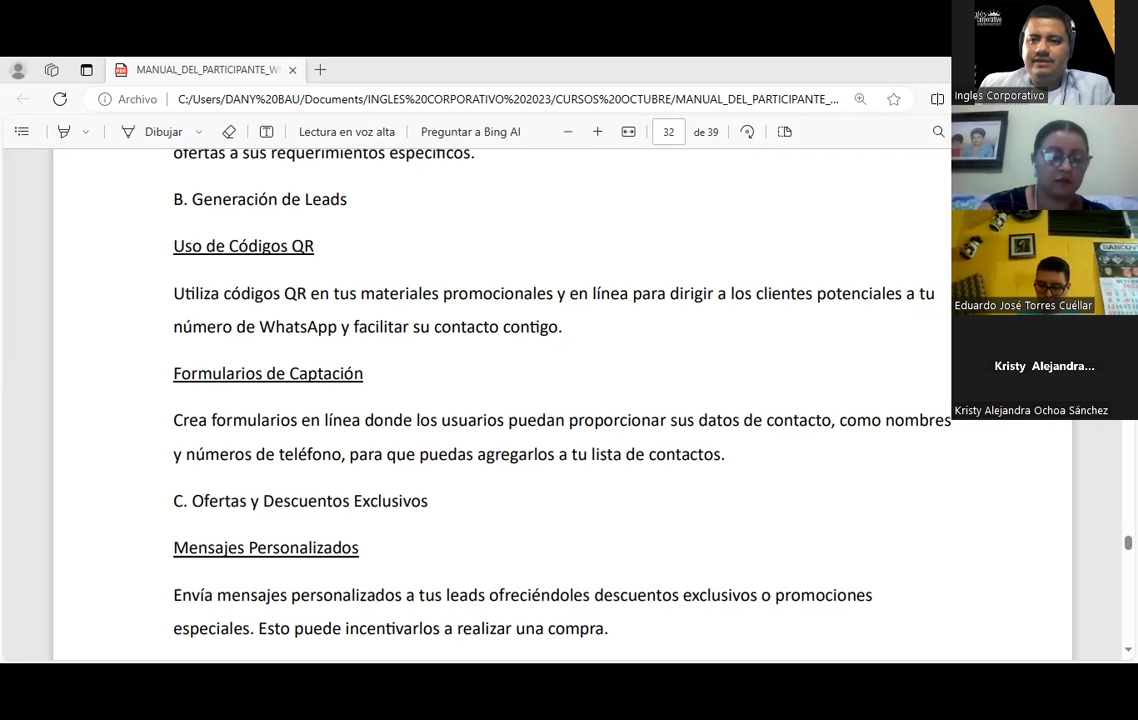 MANUAL_DEL_PARTICIPANTE_W
Archivo
C:/Users/DANY%20BAU/Documents/INGLES%20CORPORATIVO%202023/CURSOS%20OCTUBRE/MANUAL_DEL_PARTICIPANTE_...
Dibujar
Lectura en voz alta
Preguntar a Bing AI
32
de 39
ofertas a sus requerimientos específicos.
B. Generación de Leads
Uso de Códigos QR
Utiliza códigos QR en tus materiales promocionales y en línea para dirigir a los clientes potenciales a tu
número de WhatsApp y facilitar su contacto contigo.
Formularios de Captación
Crea formularios en línea donde los usuarios puedan proporcionar sus datos de contacto, como nombres
y números de teléfono, para que puedas agregarlos a tu lista de contactos.
C. Ofertas y Descuentos Exclusivos
Mensajes Personalizados
Envía mensajes personalizados a tus leads ofreciéndoles descuentos exclusivos o promociones
especiales. Esto puede incentivarlos a realizar una compra.
Ingles Corporativo
Eduardo José Torres Cuéllar
Kristy Alejandra...
Kristy Alejandra Ochoa Sánchez